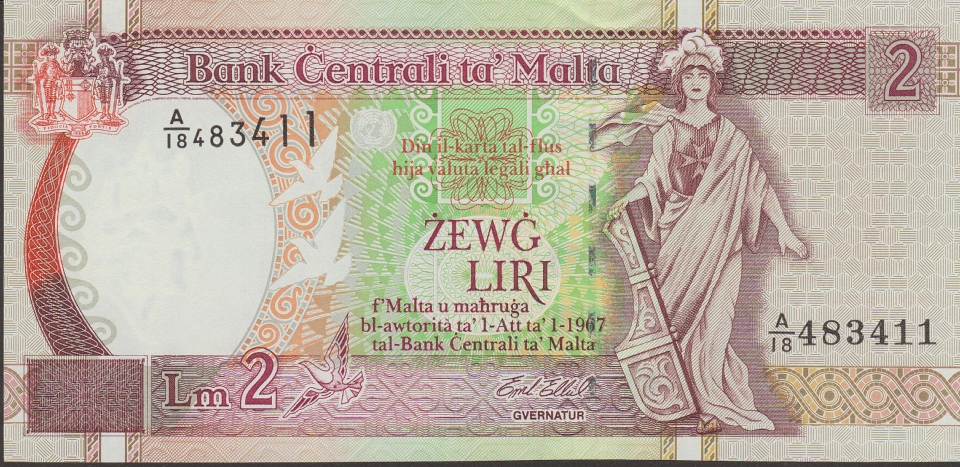 Bank Ċentrali ta' Malta
2
A/18 483411
Din il-karta tal-flus
hija valuta legali għal
ŻEWĠ
LIRI
f'Malta u maħruġa
bl-awtorità ta' l-Att ta' l-1967
tal-Bank Ċentrali ta' Malta
A/18 483411
Lm 2
GVERNATUR